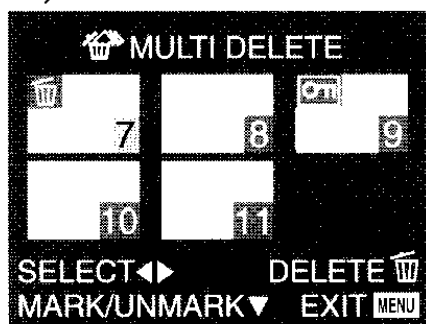 MULTI DELETE
7 8 9
10 11
SELECT DELETE
MARK/UNMARK EXIT MENU